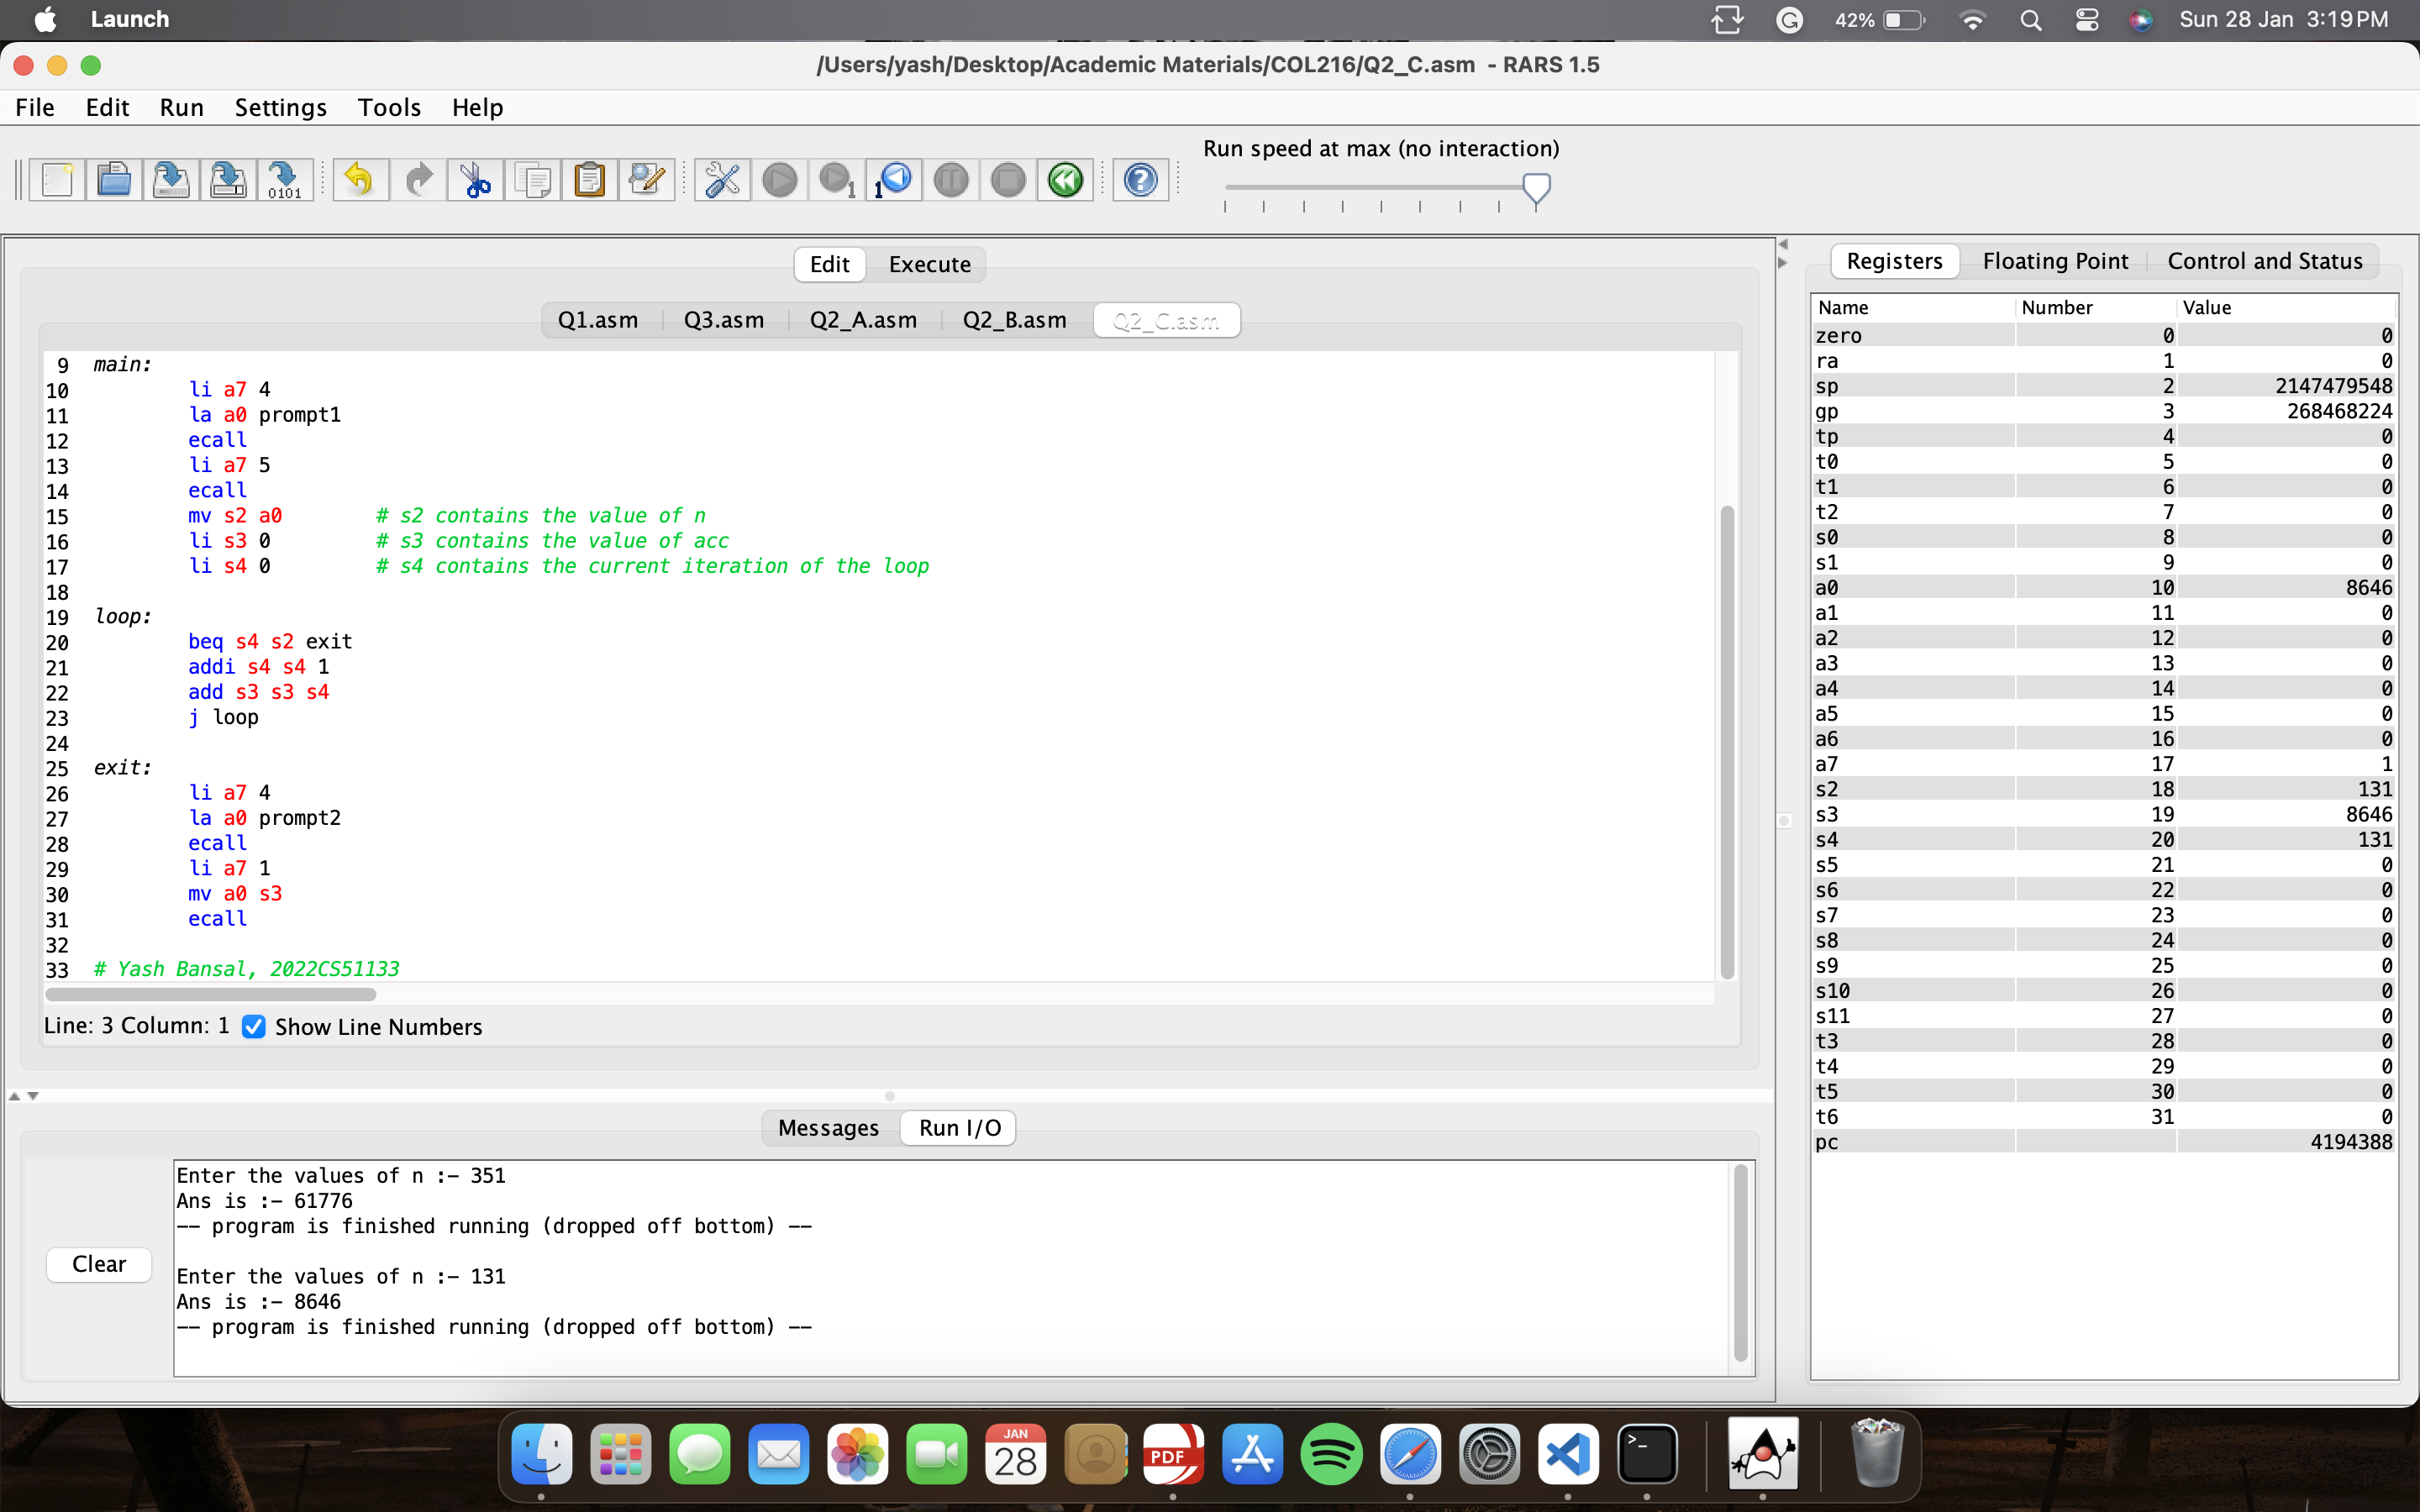 Launch
42%
Sun 28 Jan 3:19 PM
/Users/yash/Desktop/Academic Materials/COL216/Q2_C.asm - RARS 1.5
File Edit Run Settings Tools Help
Run speed at max (no interaction)
0101
1
1
Edit Execute
Registers Floating Point Control and Status
Q1.asm Q3.asm Q2_A.asm Q2_B.asm Q2_C.asm
9 main:
10 li a7 4
11 la a0 prompt1
12 ecall
13 li a7 5
14 ecall
15 mv s2 a0 # s2 contains the value of n
16 li s3 0 # s3 contains the value of acc
17 li s4 0 # s4 contains the current iteration of the loop
18
19 loop:
20 beq s4 s2 exit
21 addi s4 s4 1
22 add s3 s3 s4
23 j loop
24
25 exit:
26 li a7 4
27 la a0 prompt2
28 ecall
29 li a7 1
30 mv a0 s3
31 ecall
32
33 # Yash Bansal, 2022CS51133
Line: 3 Column: 1 Show Line Numbers
Name Number Value
zero 0 0
ra 1 0
sp 2 2147479548
gp 3 268468224
tp 4 0
t0 5 0
t1 6 0
t2 7 0
s0 8 0
s1 9 0
a0 10 8646
a1 11 0
a2 12 0
a3 13 0
a4 14 0
a5 15 0
a6 16 0
a7 17 1
s2 18 131
s3 19 8646
s4 20 131
s5 21 0
s6 22 0
s7 23 0
s8 24 0
s9 25 0
s10 26 0
s11 27 0
t3 28 0
t4 29 0
t5 30 0
t6 31 0
pc 4194388
Messages Run I/O
Clear
Enter the values of n :- 351
Ans is :- 61776
-- program is finished running (dropped off bottom) --
Enter the values of n :- 131
Ans is :- 8646
-- program is finished running (dropped off bottom) --
JAN
28
PDF